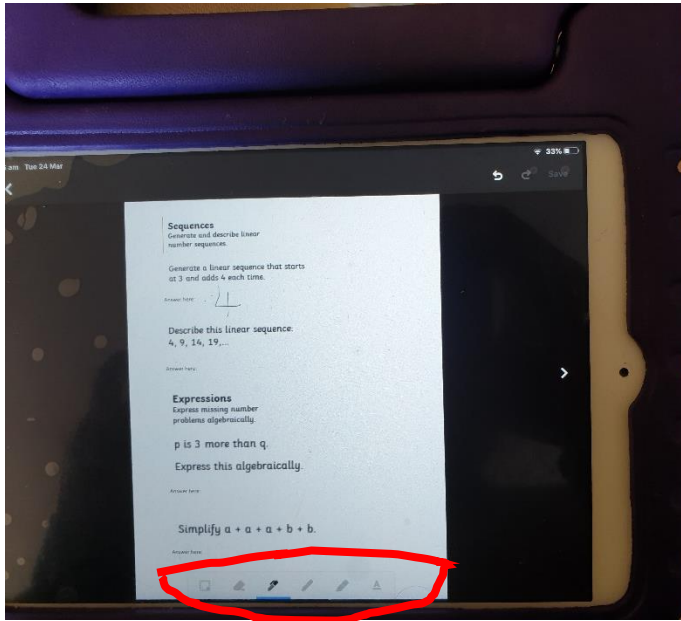 am Tue 24 Mar
33%
Save
Sequences
Generate and describe linear
number sequences.
Generate a linear sequence that starts
at 3 and adds 4 each time.
Answer here:
4
Describe this linear sequence:
4, 9, 14, 19,...
Answer here:
Expressions
Express missing number
problems algebraically.
p is 3 more than q.
Express this algebraically.
Answer here:
Simplify a + a + a + b + b.
Answer here:
A